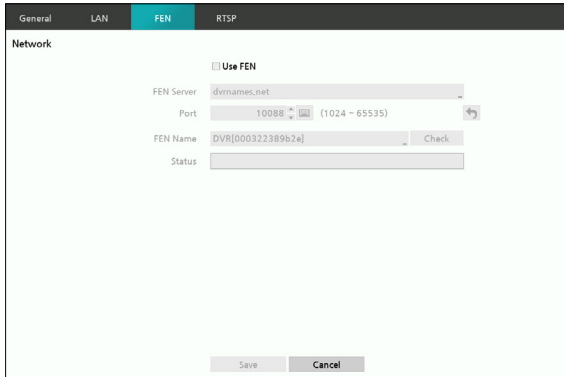 General LAN FEN RTSP
Network
Use FEN
FEN Server dvrnames.net
Port 10088 (1024 ~ 65535)
FEN Name DVR[000322389b2e] Check
Status
Save Cancel